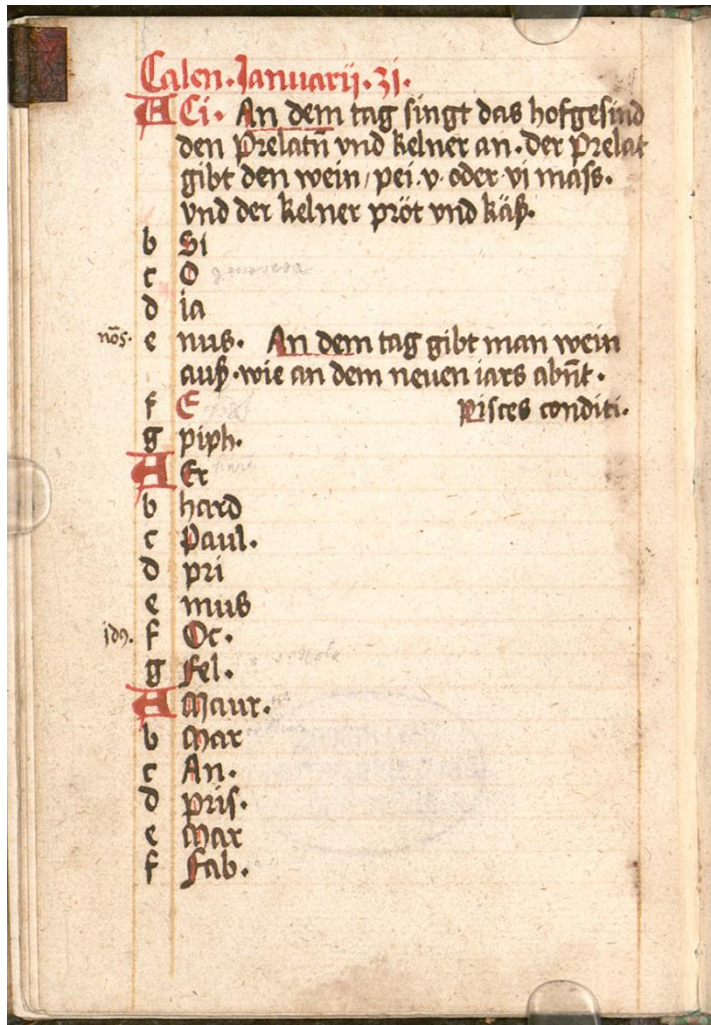 Calen. Januarij. 31.
A Ci. An dem tag singt das hofgesind
den Prelatn̄ vnd kelner an. der Prelat
gibt den wein / pei .v. oder vi mass.
vnd der kelner pröt vnd käß.
b Si
c O
d ia
nōs. e nus. An dem tag gibt man wein
auß. wie an dem neuen iars abn̄t.
f E Pisces conditi.
g piph.
A Er
b hard
c Paul.
d pri
e mus
idꝰ. f Oc.
g Fel.
A Maur.
b Mar
c An.
d pris.
e Mar
f Fab.